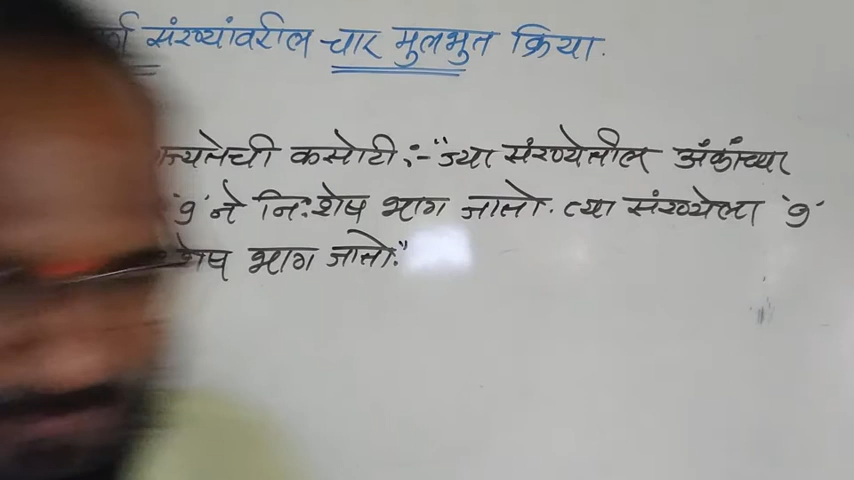 संख्यांवरील चार मुलभुत क्रिया.
कसोटी :- "ज्या संख्येतील अंकांच्या
'9' ने निःशेष भाग जातो. त्या संख्येला '9'
भाग जातो."